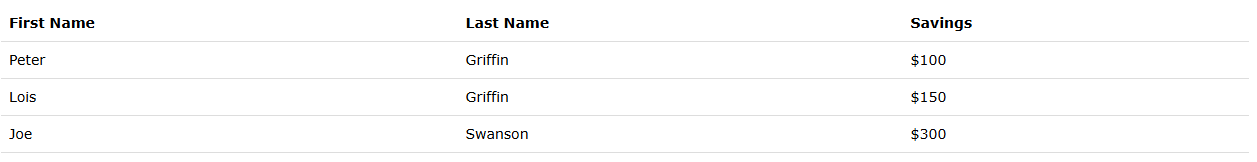 First Name Last Name Savings
Peter Griffin $100
Lois Griffin $150
Joe Swanson $300